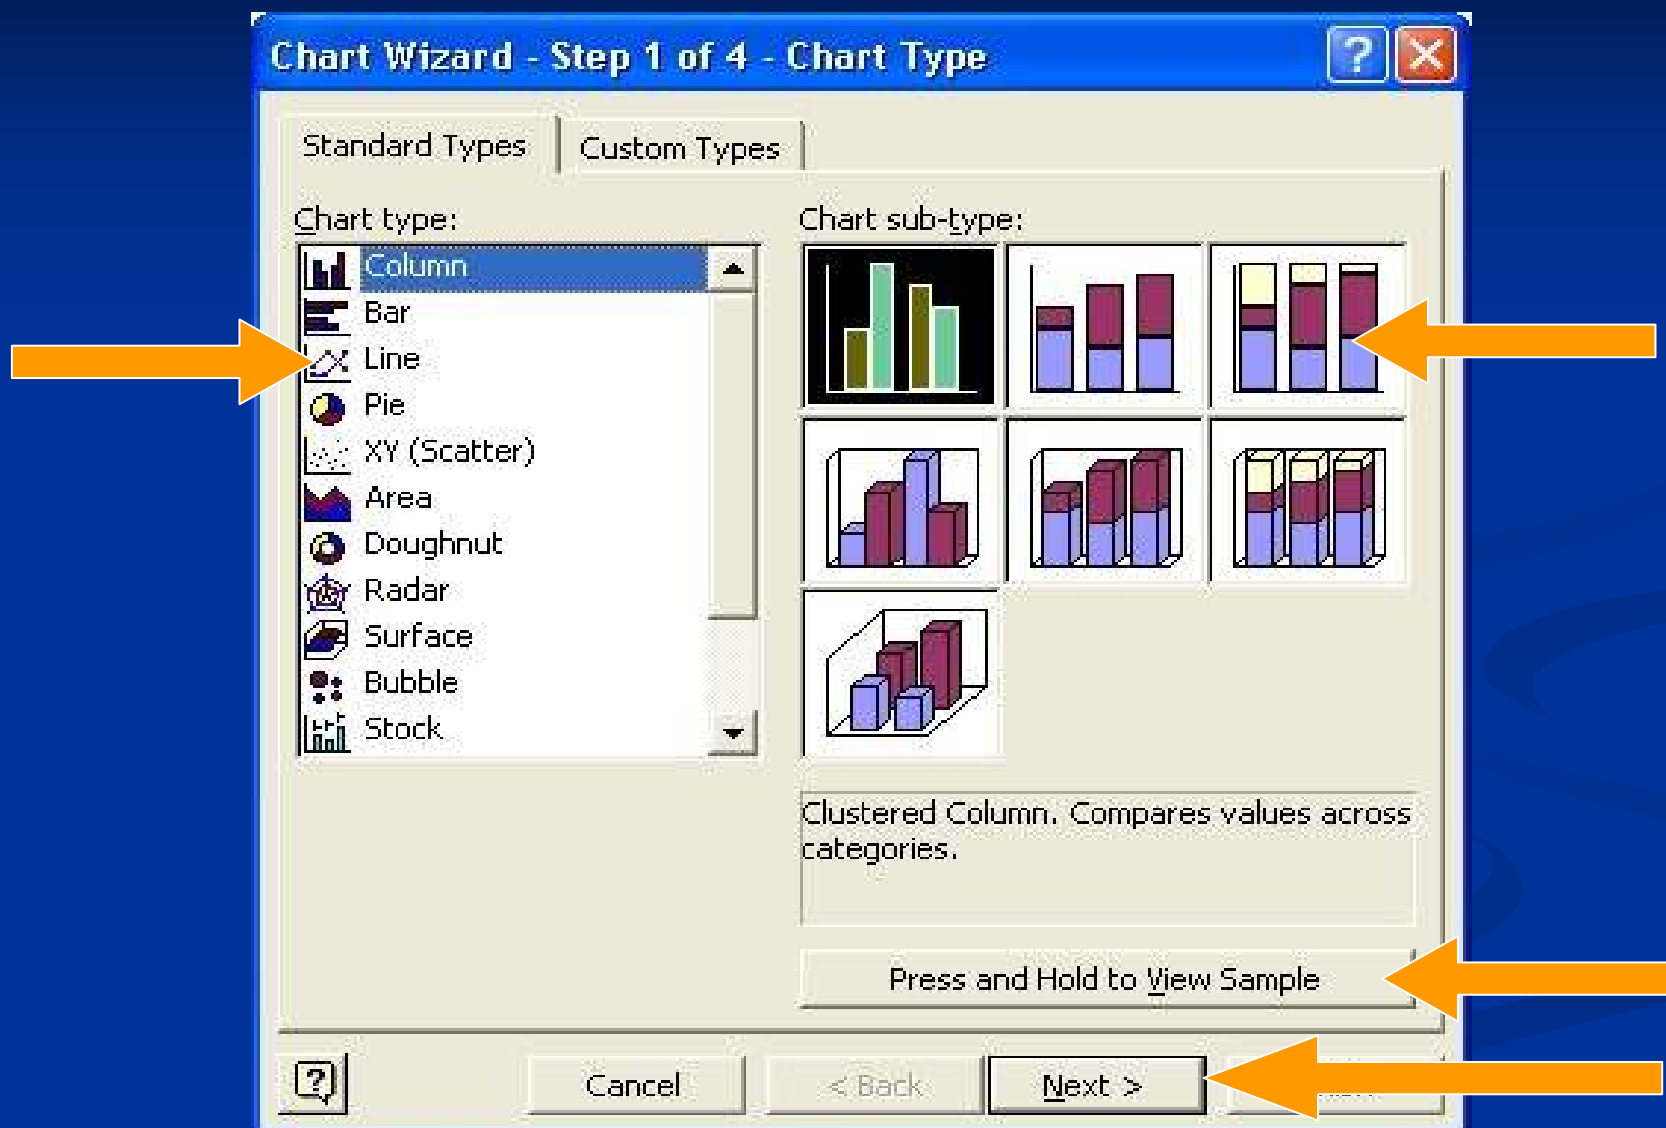 Chart Wizard - Step 1 of 4 - Chart Type
Standard Types
Custom Types
Chart type:
Column
Bar
Line
Pie
XY (Scatter)
Area
Doughnut
Radar
Surface
Bubble
Stock
Chart sub-type:
Clustered Column. Compares values across
categories.
Press and Hold to View Sample
Cancel
< Back
Next >